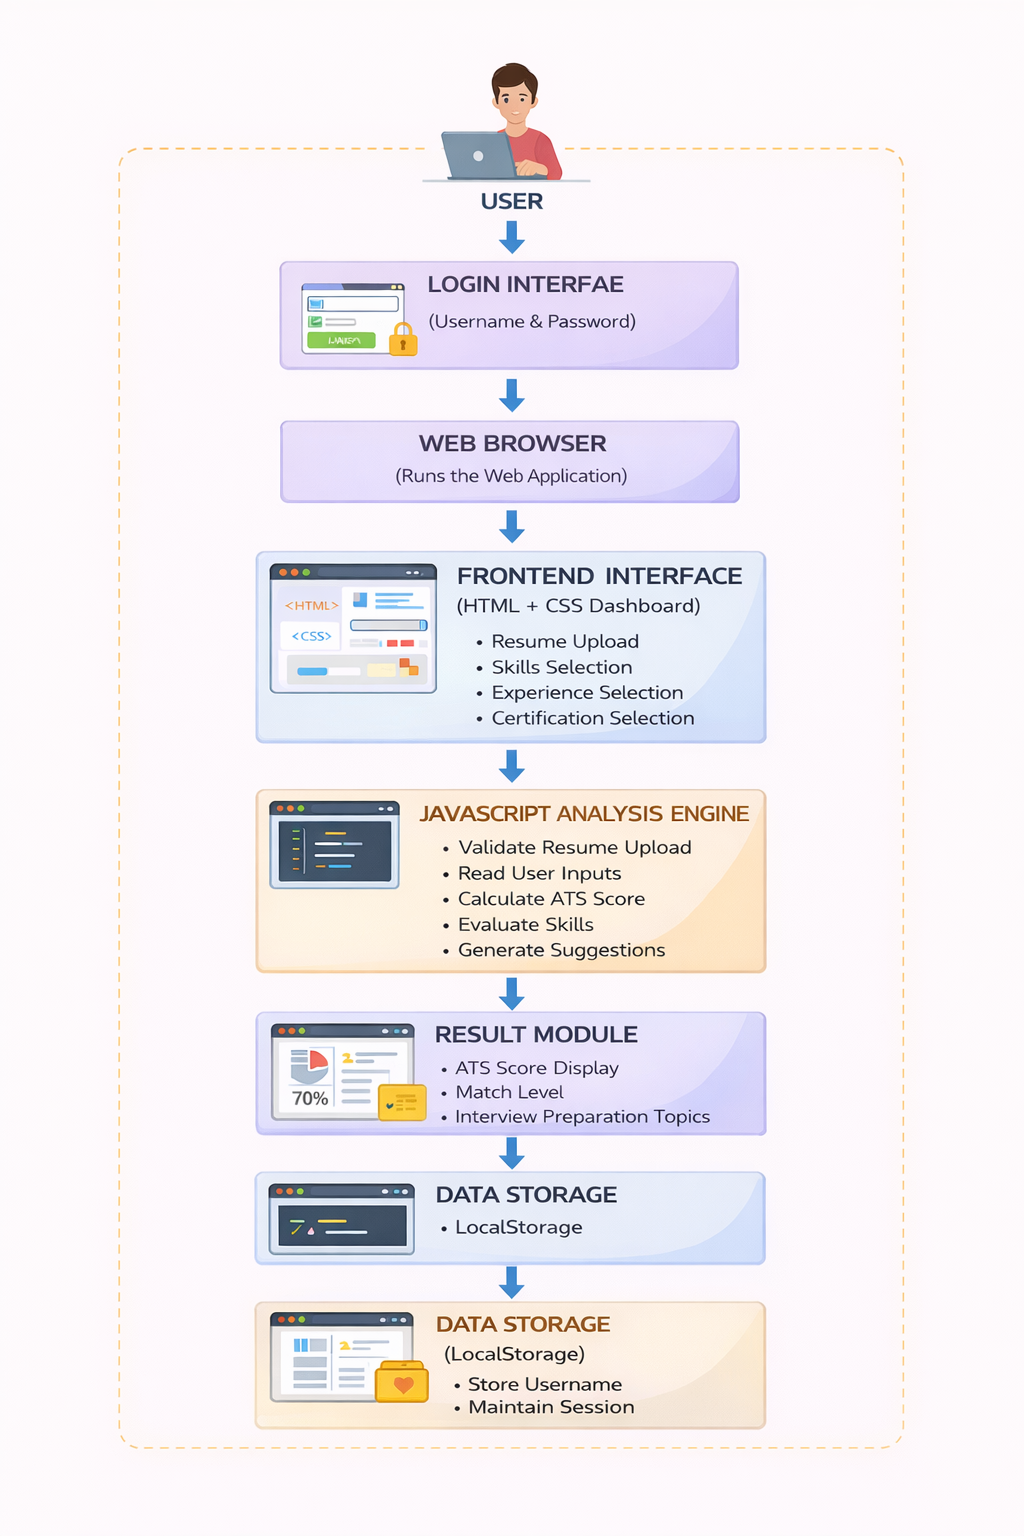 USER
LOGIN INTERFAE
(Username & Password)
WEB BROWSER
(Runs the Web Application)
<HTML>
<CSS>
FRONTEND INTERFACE
(HTML + CSS Dashboard)
• Resume Upload
• Skills Selection
• Experience Selection
• Certification Selection
JAVASCRIPT ANALYSIS ENGINE
• Validate Resume Upload
• Read User Inputs
• Calculate ATS Score
• Evaluate Skills
• Generate Suggestions
70%
RESULT MODULE
• ATS Score Display
• Match Level
• Interview Preparation Topics
DATA STORAGE
• LocalStorage
DATA STORAGE
(LocalStorage)
• Store Username
• Maintain Session